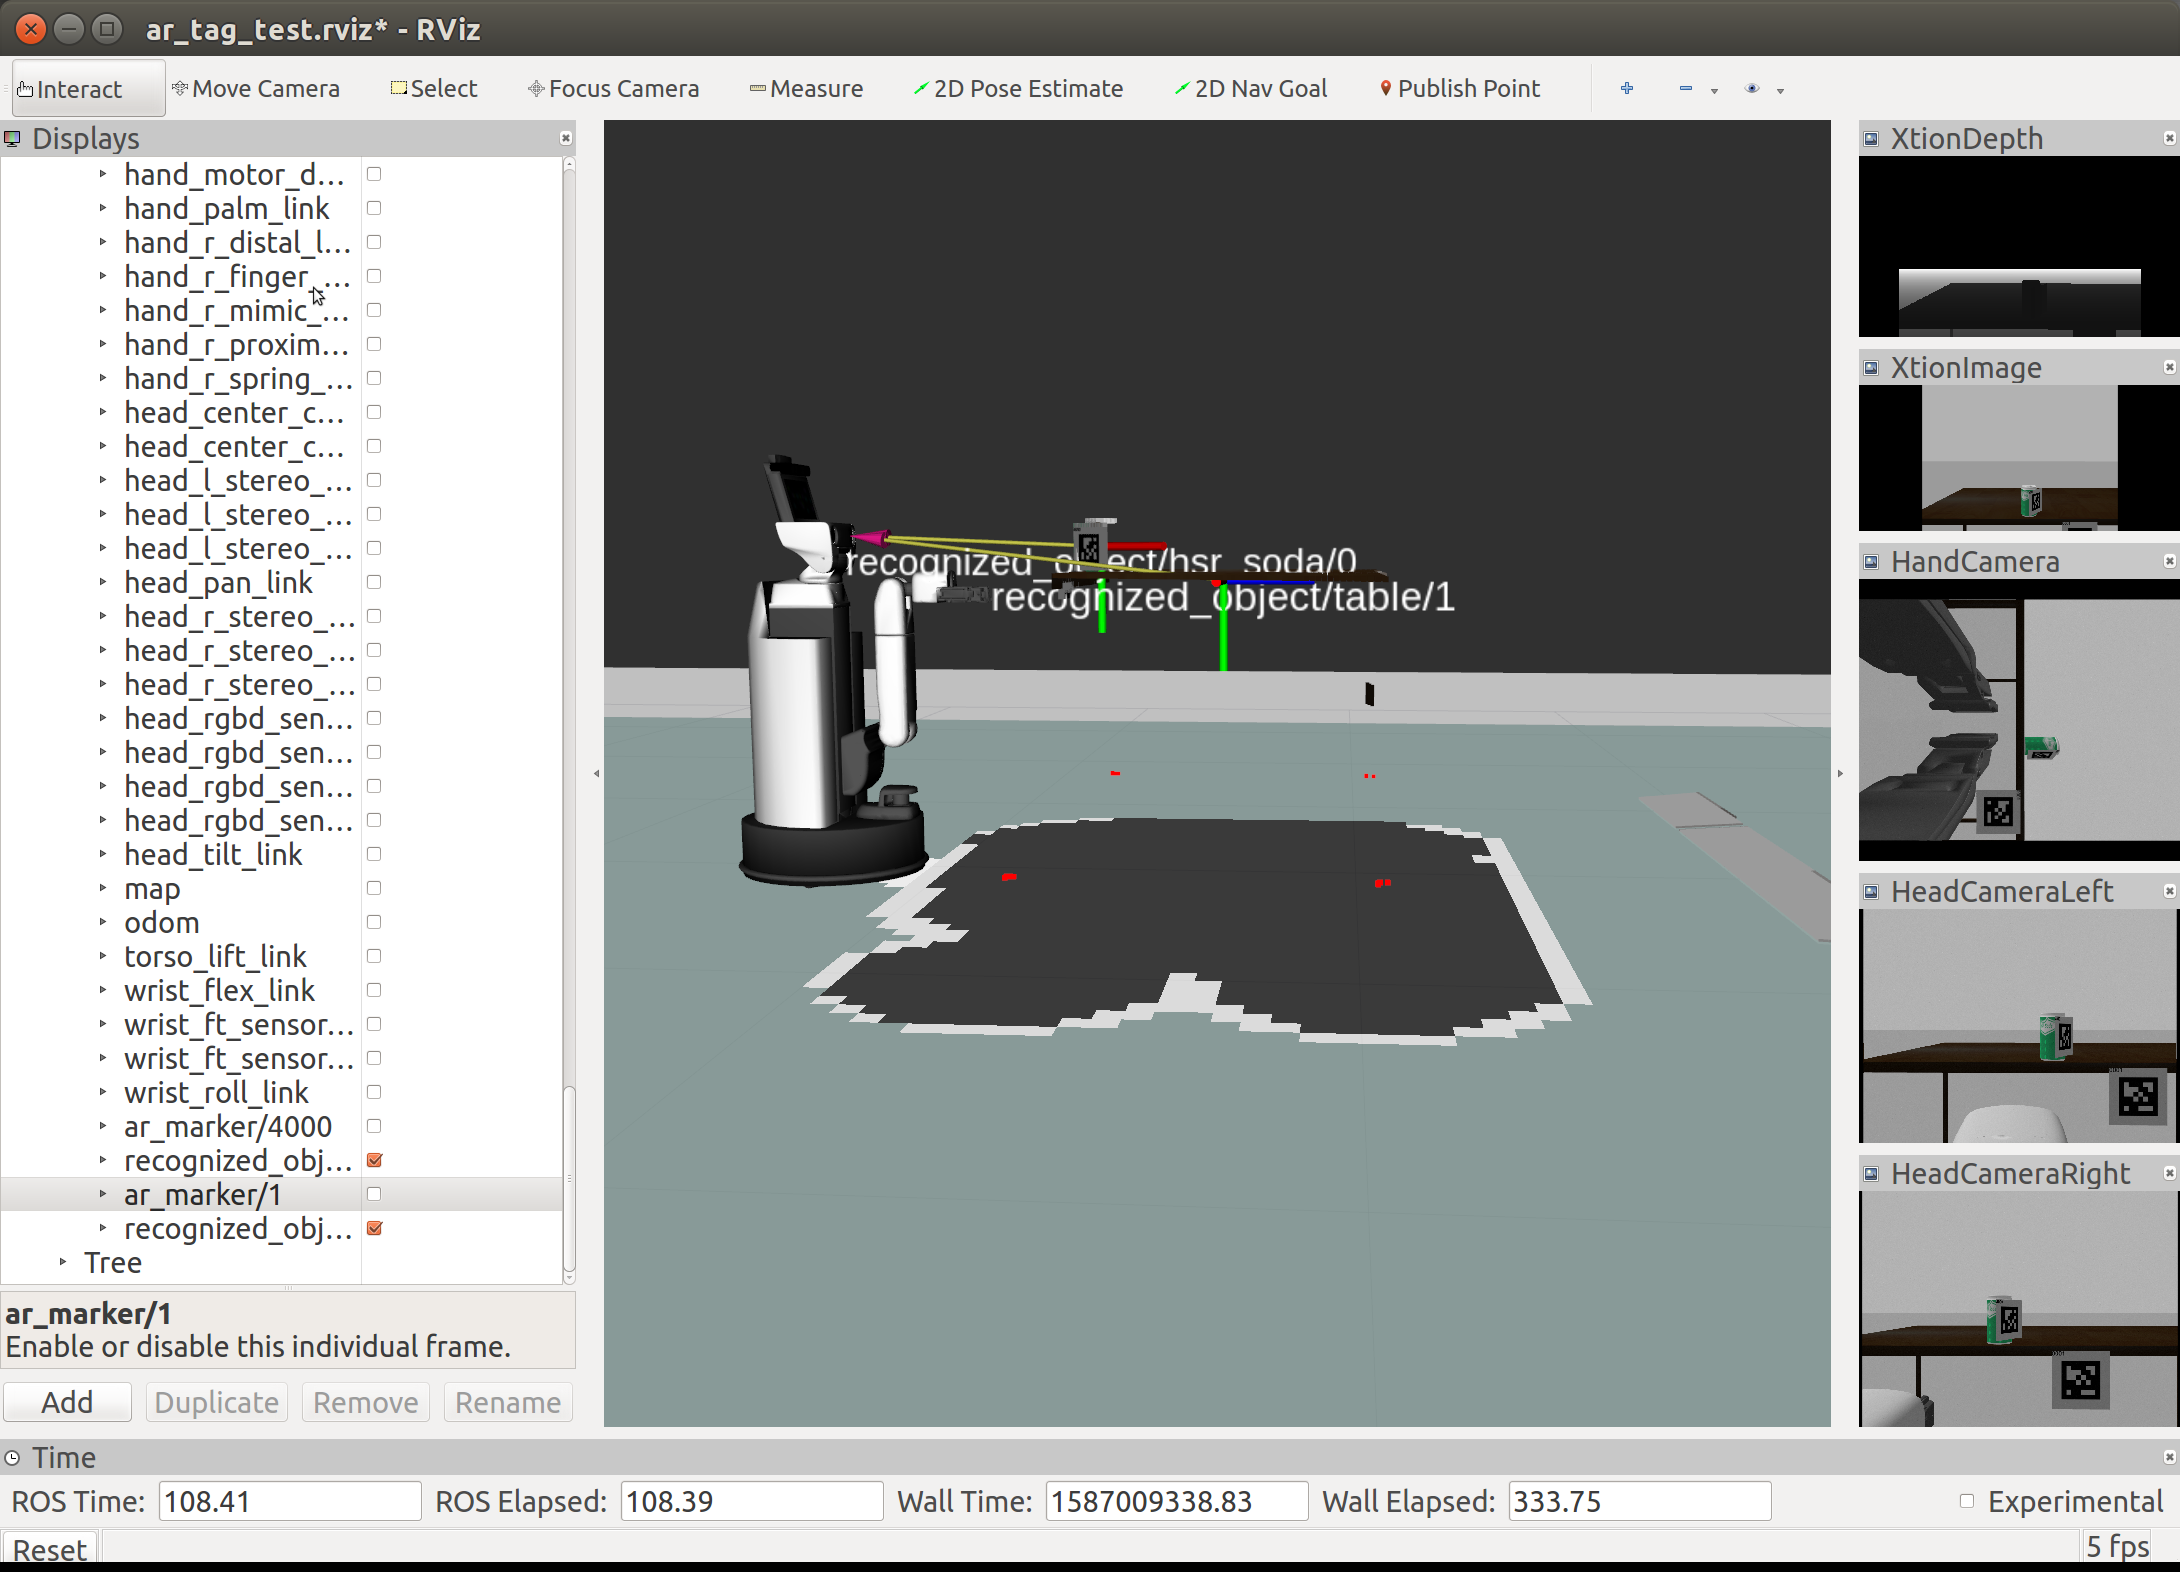 ar_tag_test.rviz* - RViz
Interact Move Camera Select Focus Camera Measure 2D Pose Estimate 2D Nav Goal Publish Point
Displays
hand_motor_d...
hand_palm_link
hand_r_distal_l...
hand_r_finger_...
hand_r_mimic_...
hand_r_proxim...
hand_r_spring_...
head_center_c...
head_center_c...
head_l_stereo_...
head_l_stereo_...
head_l_stereo_...
head_pan_link
head_r_stereo_...
head_r_stereo_...
head_r_stereo_...
head_rgbd_sen...
head_rgbd_sen...
head_rgbd_sen...
head_rgbd_sen...
head_tilt_link
map
odom
torso_lift_link
wrist_flex_link
wrist_ft_sensor...
wrist_ft_sensor...
wrist_roll_link
ar_marker/4000
recognized_obj...
ar_marker/1
recognized_obj...
Tree
ar_marker/1
Enable or disable this individual frame.
Add Duplicate Remove Rename
recognized_object/hsr_soda/0
recognized_object/table/1
XtionDepth
XtionImage
HandCamera
HeadCameraLeft
HeadCameraRight
Time
ROS Time: 108.41 ROS Elapsed: 108.39 Wall Time: 1587009338.83 Wall Elapsed: 333.75 Experimental
Reset 5 fps